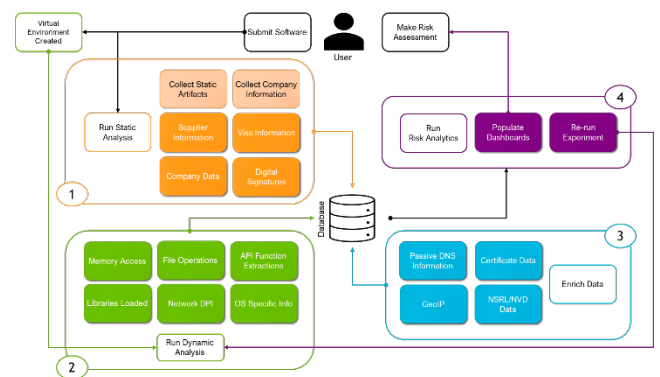 Virtual
Environment
Created
Submit Software
User
Make Risk
Assessment
Collect Static
Artifacts
Collect Company
Information
Run Static
Analysis
Supplier
Information
Visa Information
Company Data
Digital
Signatures
1
4
Run
Risk Analytics
Populate
Dashboards
Re-run
Experiment
Database
Memory Access
File Operations
API Function
Extractions
Libraries Loaded
Network DPI
OS Specific Info
Run Dynamic
Analysis
2
3
Passive DNS
Information
Certificate Data
Enrich Data
GeoIP
NSRL/NVD
Data